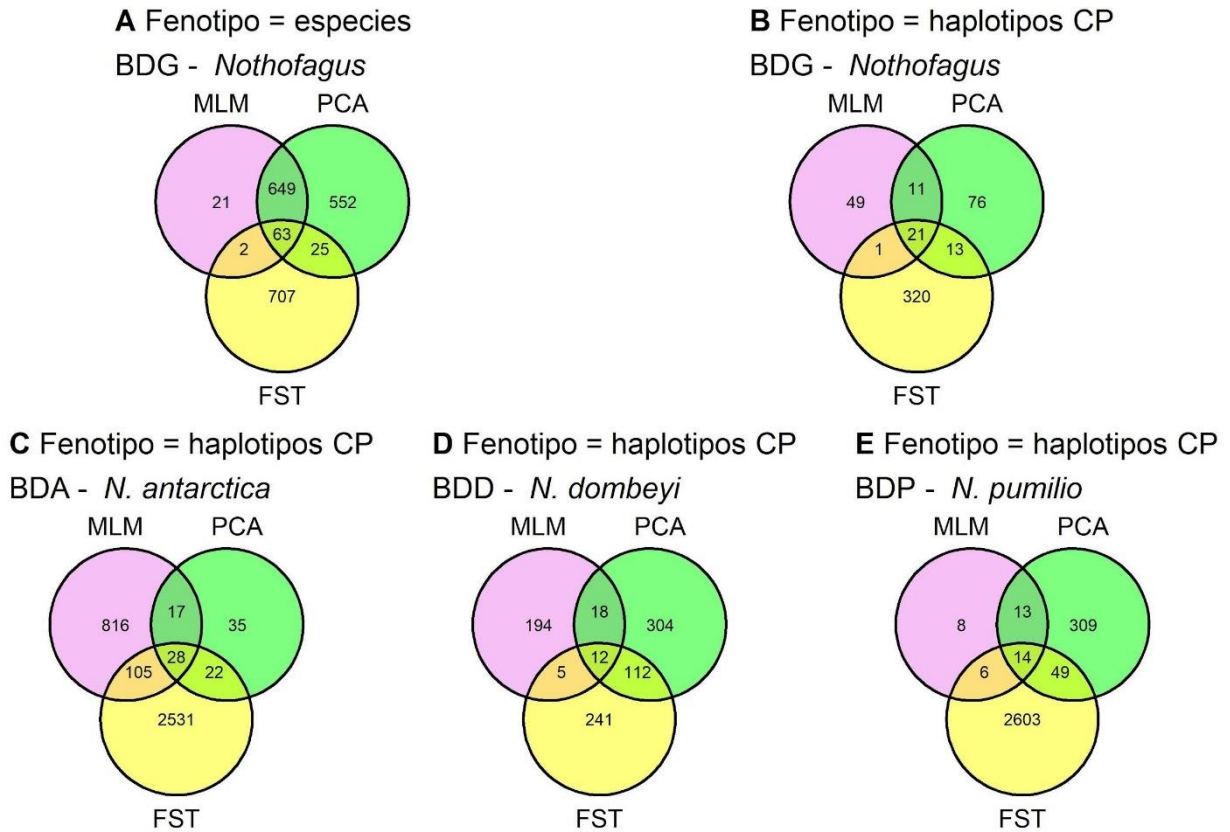 A Fenotipo = especies
BDG - Nothofagus
MLM PCA
21 649 552
63
2 25
707
FST
B Fenotipo = haplotipos CP
BDG - Nothofagus
MLM PCA
49 11 76
21
1 13
320
FST
C Fenotipo = haplotipos CP
BDA - N. antarctica
MLM PCA
816 17 35
28
105 22
2531
FST
D Fenotipo = haplotipos CP
BDD - N. dombeyi
MLM PCA
194 18 304
12
5 112
241
FST
E Fenotipo = haplotipos CP
BDP - N. pumilio
MLM PCA
8 13 309
14
6 49
2603
FST